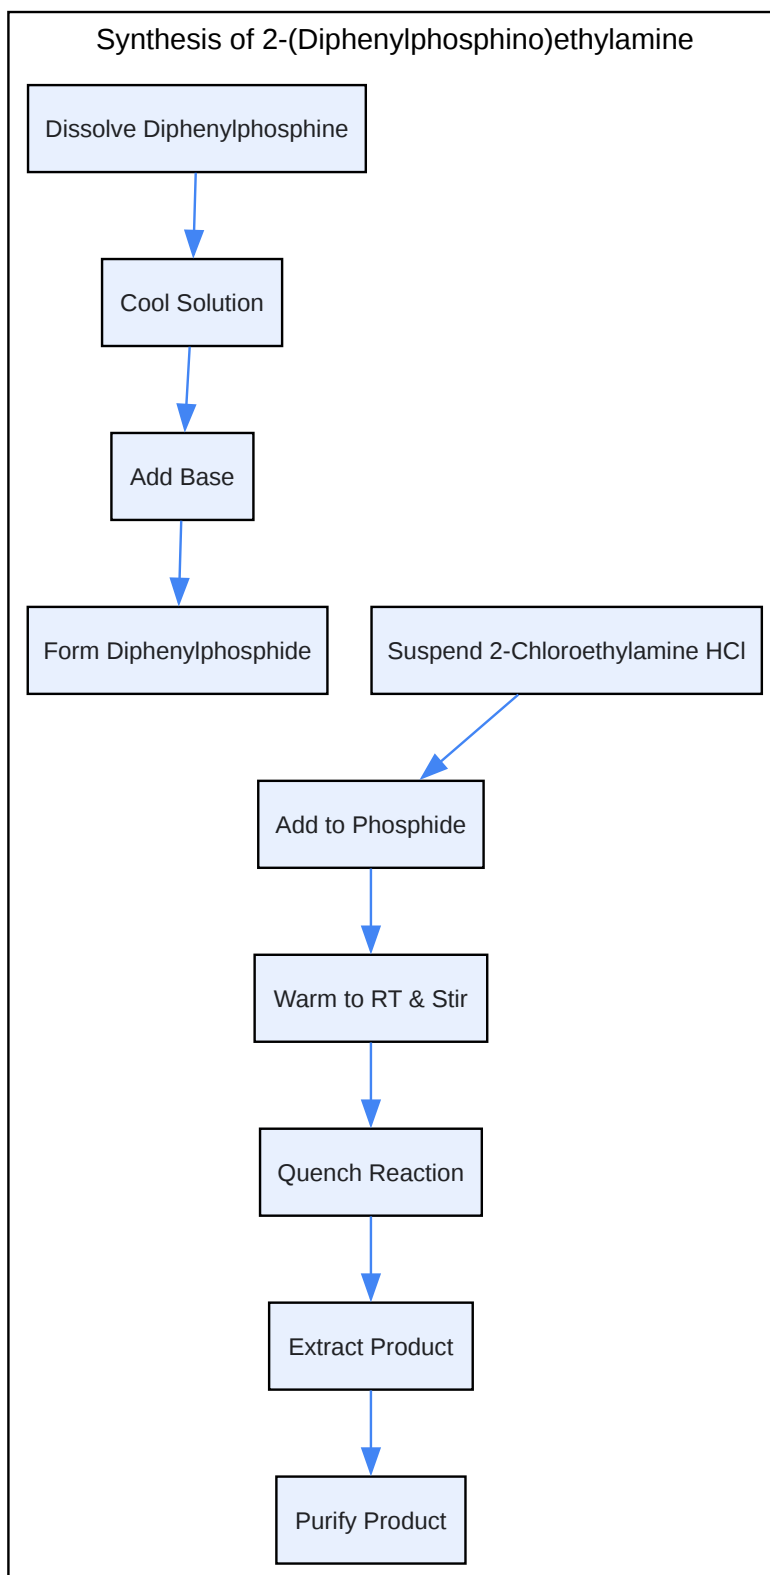 Synthesis of 2-(Diphenylphosphino)ethylamine
Dissolve Diphenylphosphine
Cool Solution
Add Base
Form Diphenylphosphide
Suspend 2-Chloroethylamine HCl
Add to Phosphide
Warm to RT & Stir
Quench Reaction
Extract Product
Purify Product